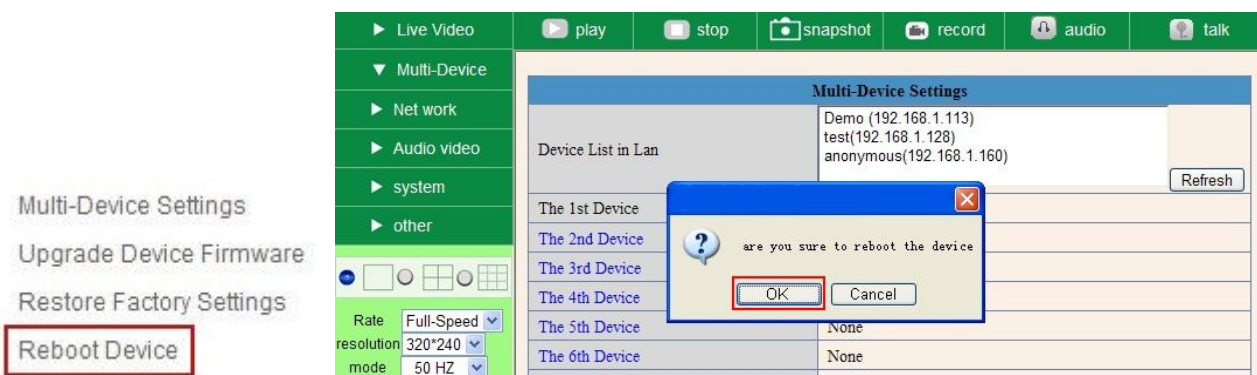 Multi-Device Settings
Upgrade Device Firmware
Restore Factory Settings
Reboot Device
Live Video
Multi-Device
Net work
Audio video
system
other
Rate Full-Speed
resolution 320*240
mode 50 HZ
play stop snapshot record audio talk
Multi-Device Settings
Device List in Lan
Demo (192.168.1.113)
test(192.168.1.128)
anonymous(192.168.1.160)
Refresh
The 1st Device
The 2nd Device
The 3rd Device
The 4th Device
The 5th Device None
The 6th Device None
are you sure to reboot the device
OK Cancel